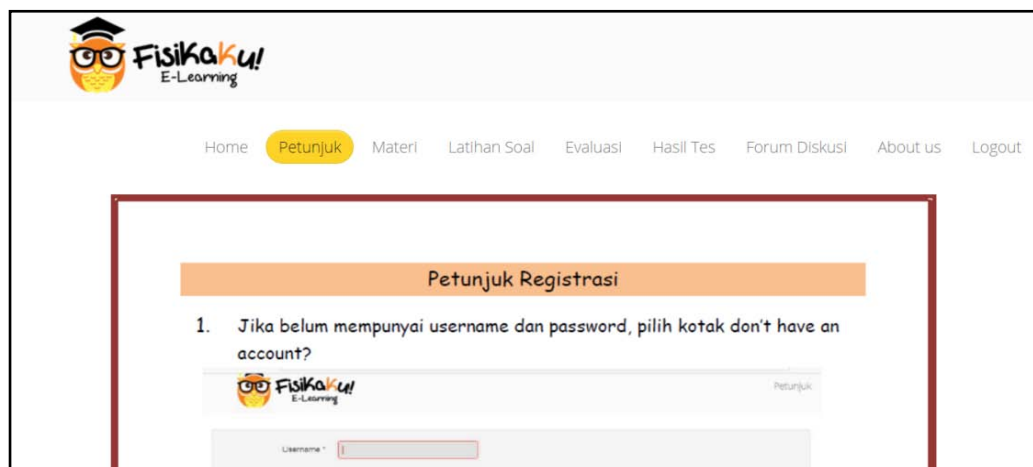 FisikaKu!
E-Learning
Home Petunjuk Materi Latihan Soal Evaluasi Hasil Tes Forum Diskusi About us Logout
Petunjuk Registrasi
1. Jika belum mempunyai username dan password, pilih kotak don't have an
account?
FisikaKu!
E-Learning
Petunjuk
Username *